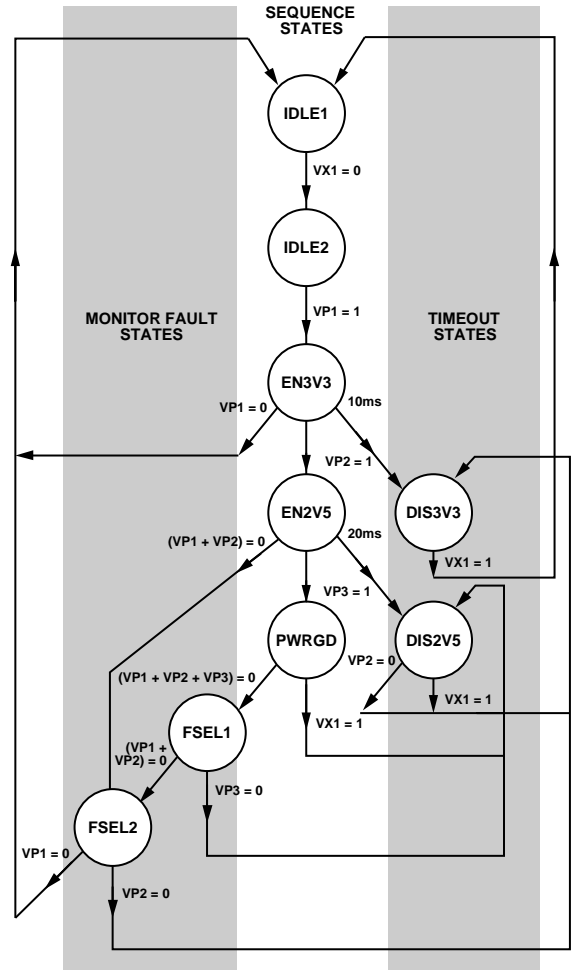 SEQUENCE
STATES
IDLE1
VX1 = 0
IDLE2
VP1 = 1
MONITOR FAULT
STATES
TIMEOUT
STATES
EN3V3
VP1 = 0
10ms
VP2 = 1
EN2V5
DIS3V3
(VP1 + VP2) = 0
20ms
VX1 = 1
VP3 = 1
PWRGD
DIS2V5
VP2 = 0
(VP1 + VP2 + VP3) = 0
VX1 = 1
FSEL1
VX1 = 1
(VP1 +
VP2) = 0
VP3 = 0
FSEL2
VP1 = 0
VP2 = 0